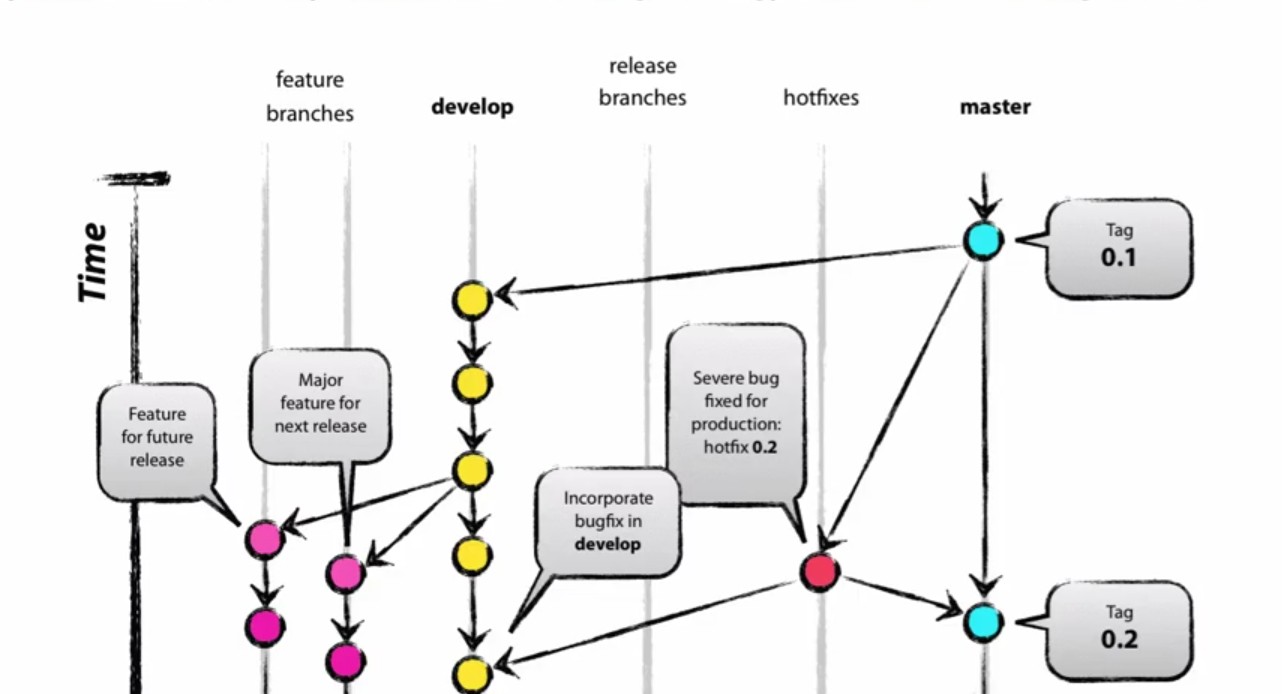 feature
branches
develop
release
branches
hotfixes
master
Time
Tag
0.1
Major
feature for
next release
Feature
for future
release
Severe bug
fixed for
production:
hotfix 0.2
Incorporate
bugfix in
develop
Tag
0.2